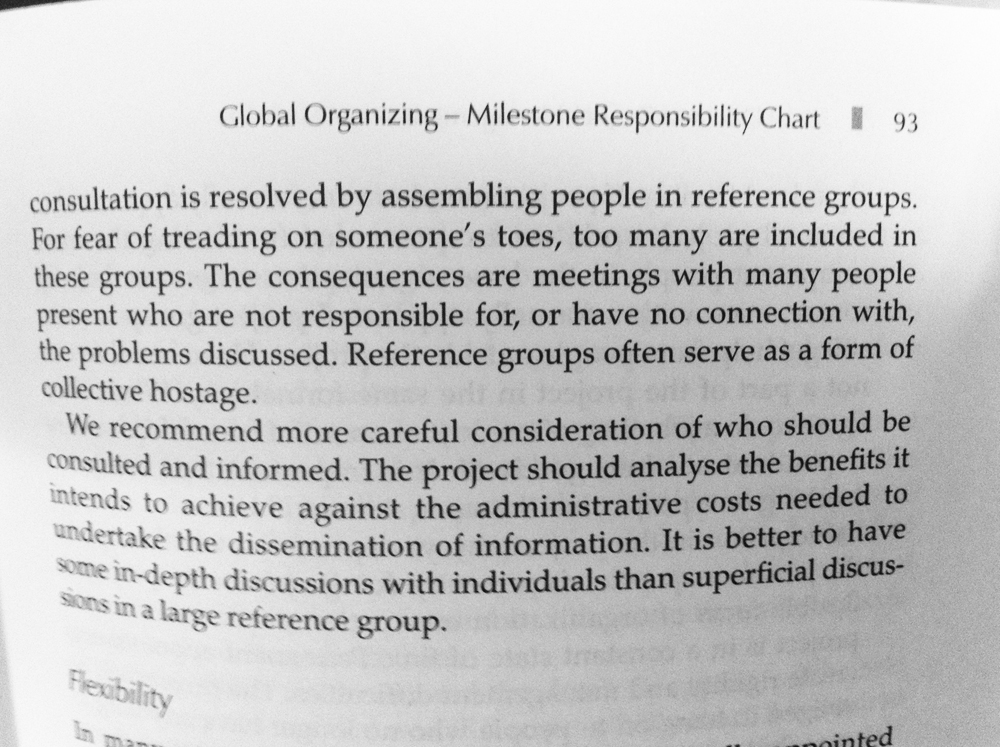 Global Organizing – Milestone Responsibility Chart 93
consultation is resolved by assembling people in reference groups.
For fear of treading on someone's toes, too many are included in
these groups. The consequences are meetings with many people
present who are not responsible for, or have no connection with,
the problems discussed. Reference groups often serve as a form of
collective hostage.
We recommend more careful consideration of who should be
consulted and informed. The project should analyse the benefits it
intends to achieve against the administrative costs needed to
undertake the dissemination of information. It is better to have
some in-depth discussions with individuals than superficial discus-
sions in a large reference group.
Flexibility
In